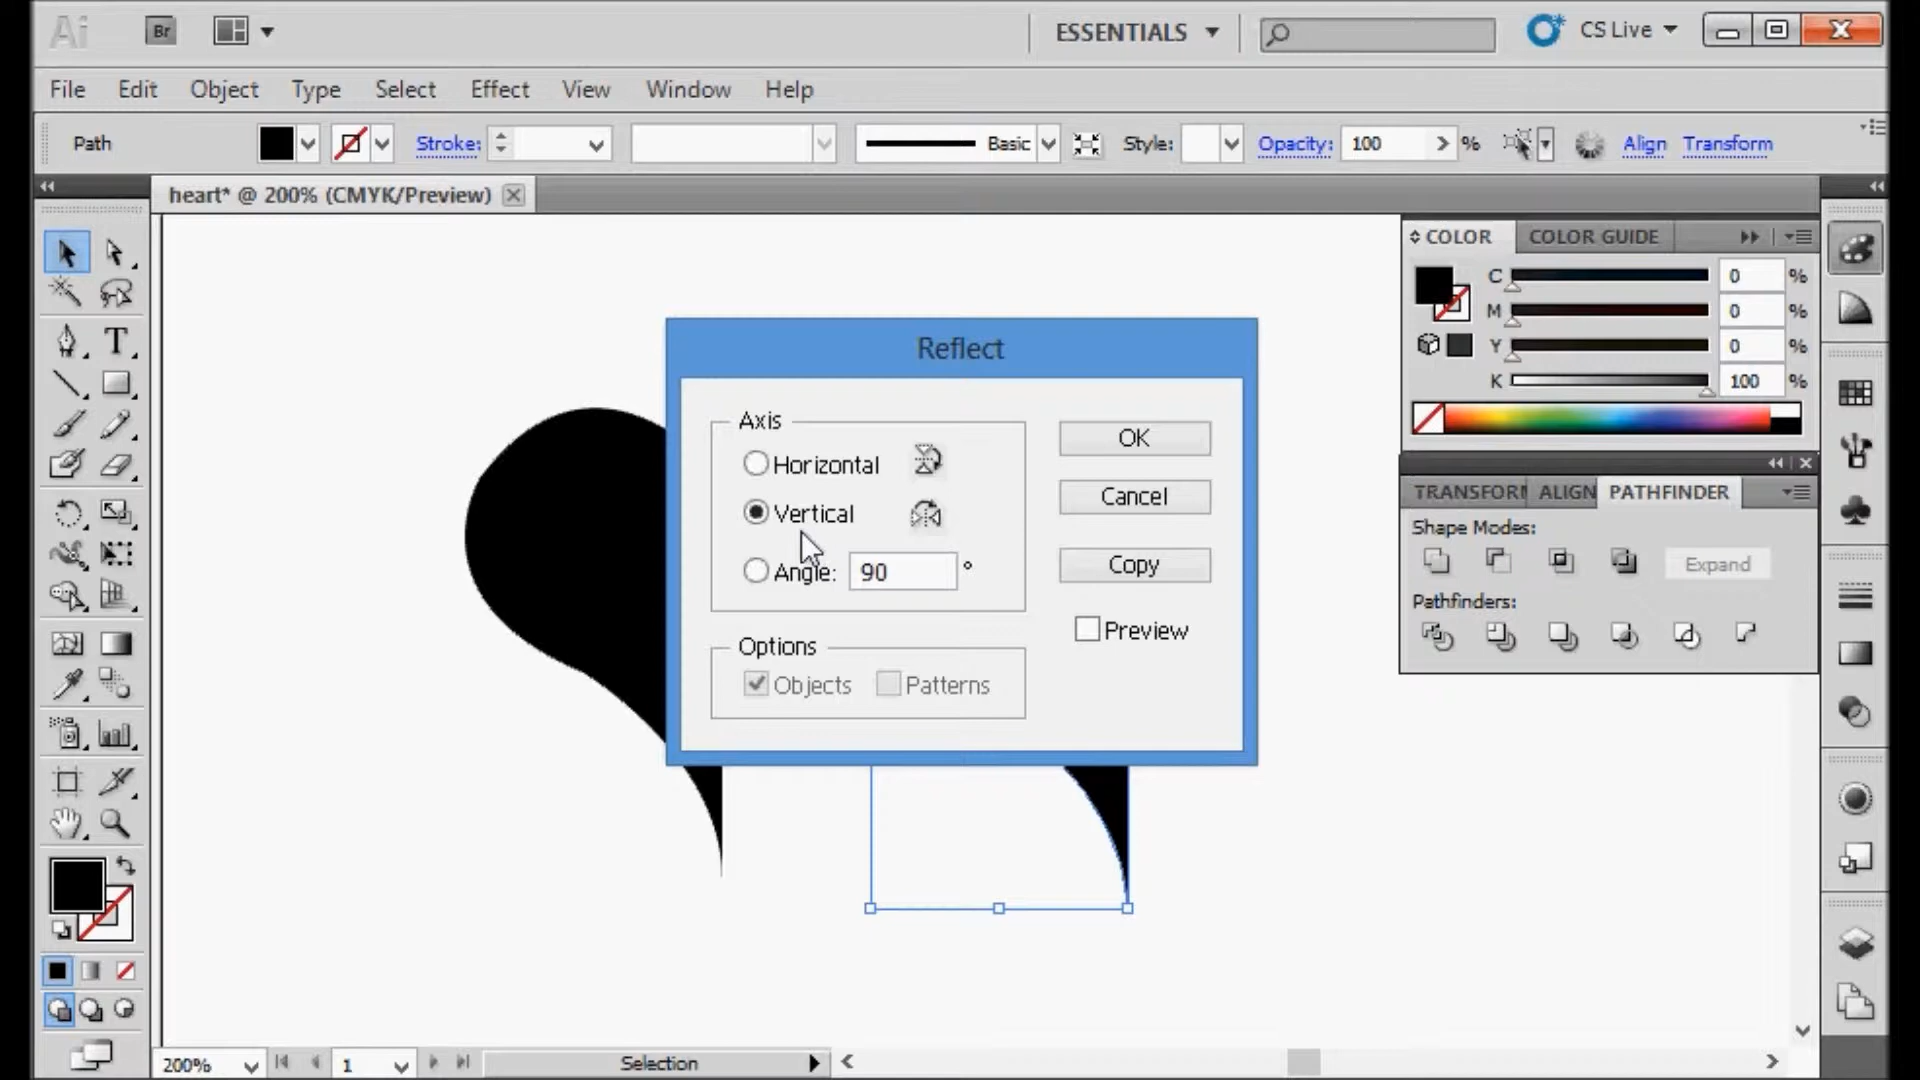 Ai Br ESSENTIALS CS Live
File Edit Object Type Select Effect View Window Help
Path Stroke: Basic Style: Opacity: 100 % Align Transform
heart* @ 200% (CMYK/Preview)
COLOR COLOR GUIDE
C 0 %
M 0 %
Y 0 %
K 100 %
TRANSFORM ALIGN PATHFINDER
Shape Modes:
Expand
Pathfinders:
Reflect
Axis
Horizontal
Vertical
Angle: 90 °
Options
Objects Patterns
OK
Cancel
Copy
Preview
T
200% 1 Selection